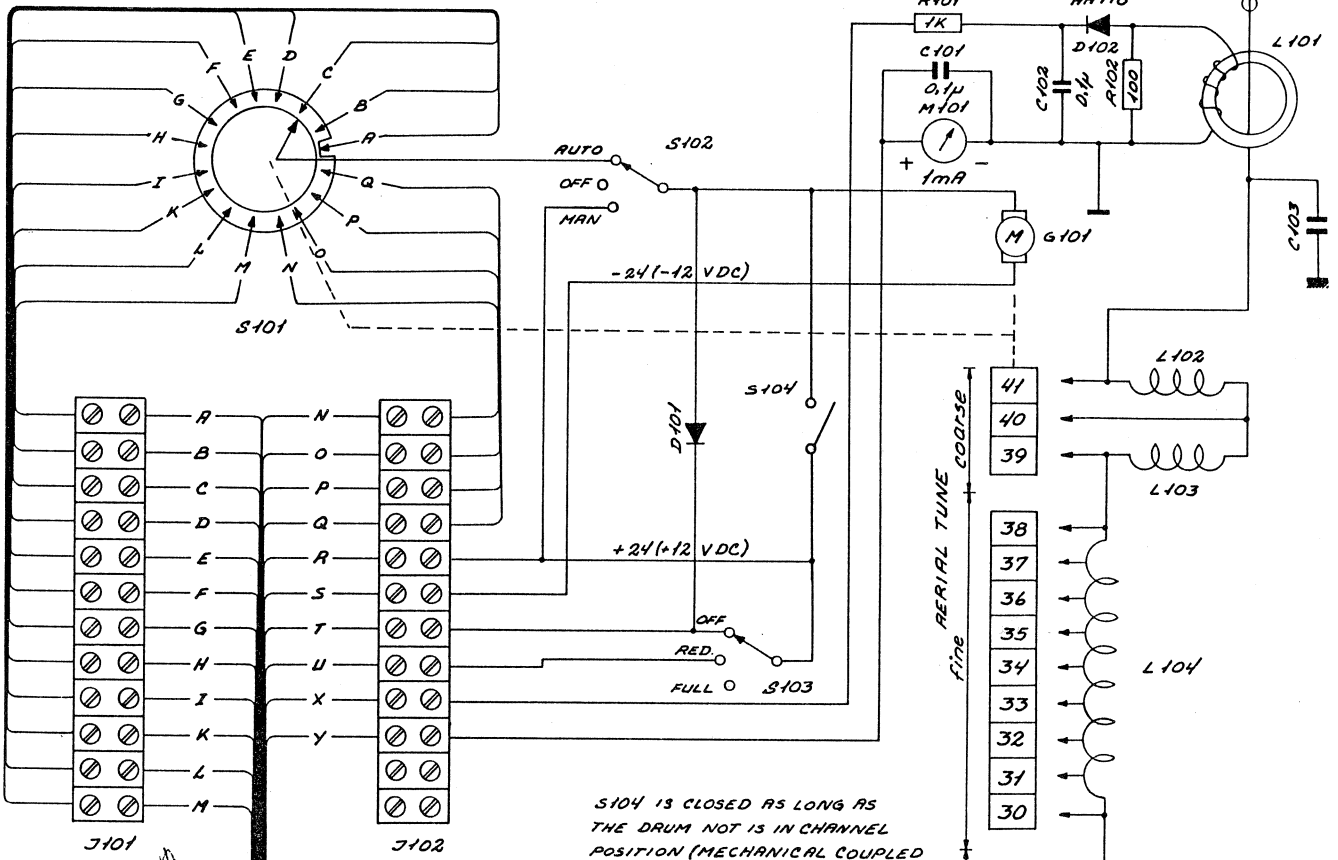 E D
F C
G B
H A
I Q
K P
L O
M N
S101
AUTO
OFF
MAN
S102
1K
C101
0,1µ
M101
+ -
1mA
C102
0,1µ
D102
R102
100
L101
C103
M G101
-24(-12 VDC)
+24(+12 VDC)
D101
S104
OFF
RED.
FULL
S103
A N
B O
C P
D Q
E R
F S
G T
H U
I X
K Y
L
M
J101
J102
AERIAL TUNE
coarse
fine
41
40
39
38
37
36
35
34
33
32
31
30
L102
L103
L104
S104 IS CLOSED AS LONG AS
THE DRUM NOT IS IN CHANNEL
POSITION (MECHANICAL COUPLED